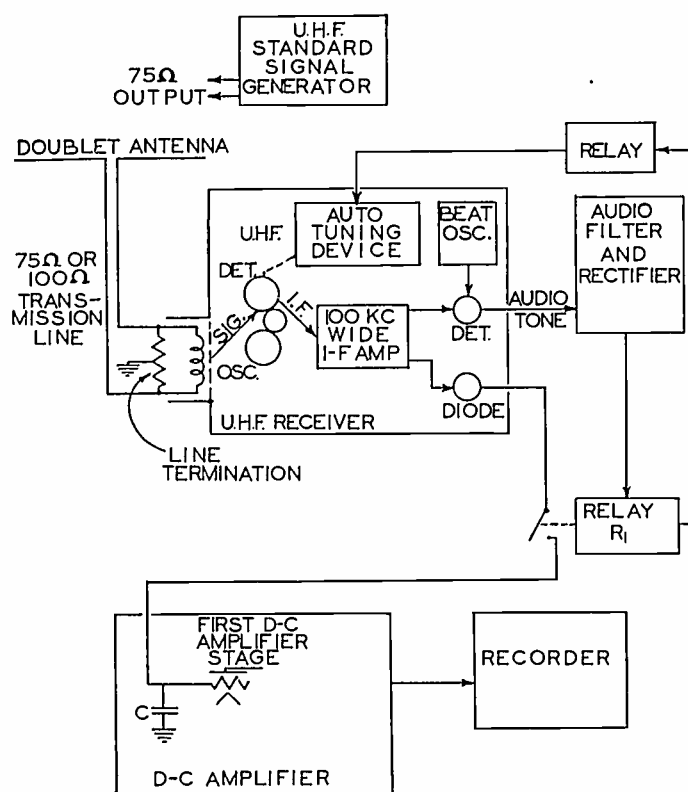 U.H.F.
STANDARD
SIGNAL
GENERATOR
75Ω
OUTPUT
DOUBLET ANTENNA
RELAY
75Ω OR
100Ω
TRANS-
MISSION
LINE
U.H.F.
DET.
AUTO
TUNING
DEVICE
BEAT
OSC.
AUDIO
FILTER
AND
RECTIFIER
SIG.
I.F.
OSC.
100 KC
WIDE
I-F AMP
DET.
AUDIO
TONE
DIODE
U.H.F. RECEIVER
LINE
TERMINATION
RELAY
R1
FIRST D-C
AMPLIFIER
STAGE
C
RECORDER
D-C AMPLIFIER